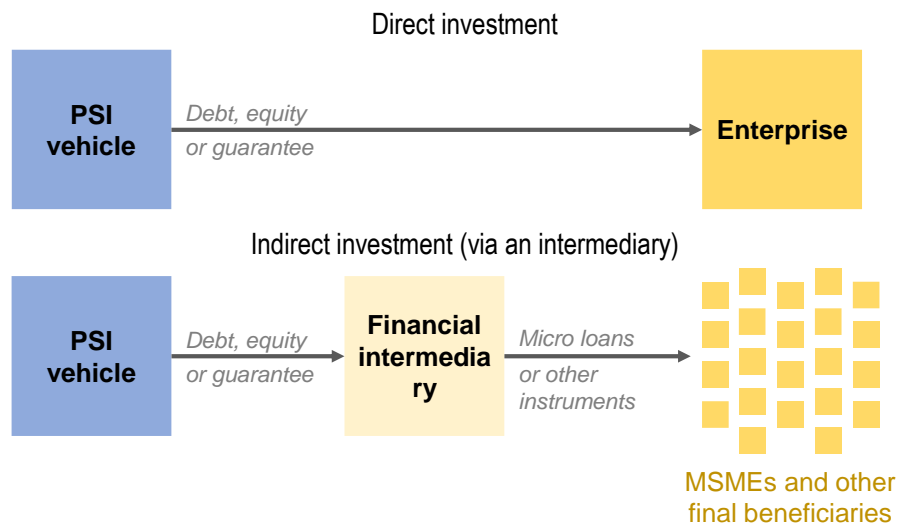 Direct investment
PSI
vehicle
Debt, equity
or guarantee
Enterprise
Indirect investment (via an intermediary)
PSI
vehicle
Debt, equity
or guarantee
Financial
intermedia
ry
Micro loans
or other
instruments
MSMEs and other
final beneficiaries